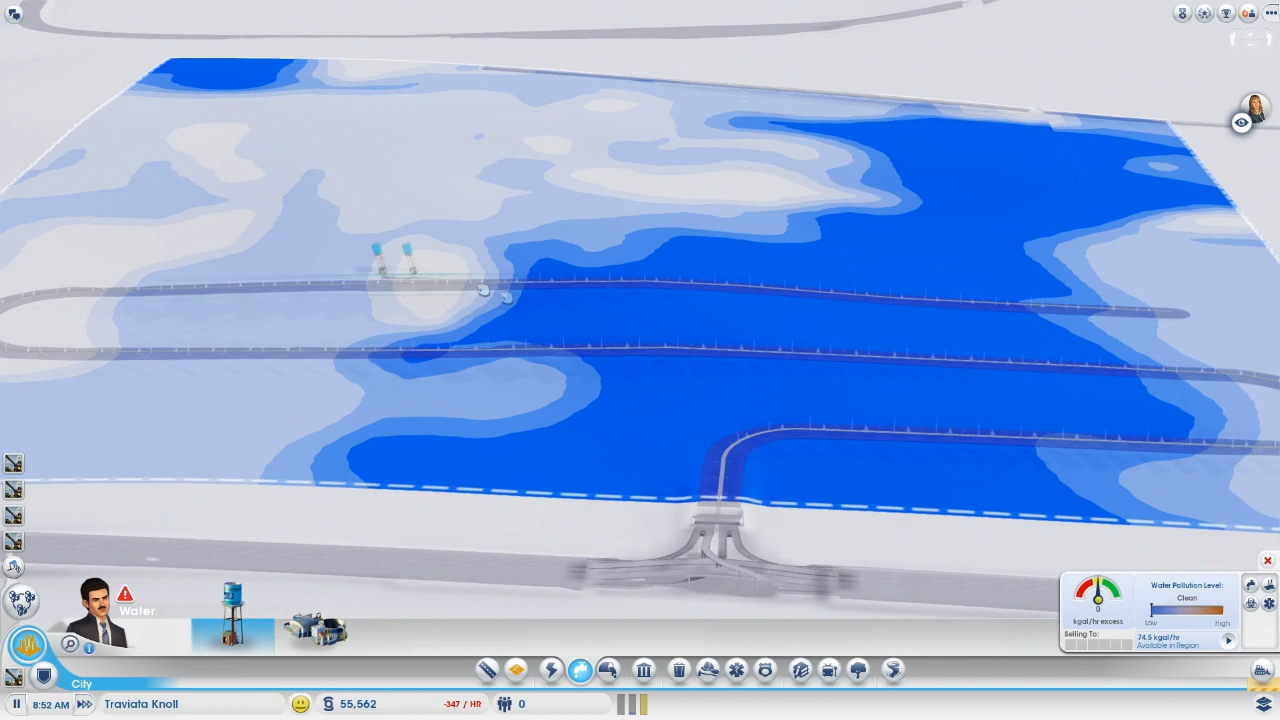 Water
Water Pollution Level:
Clean
0
kgal/hr excess
Low
High
Selling To:
74.5 kgal/hr
Available in Region
City
8:52 AM
Traviata Knoll
55,562
-347 / HR
0